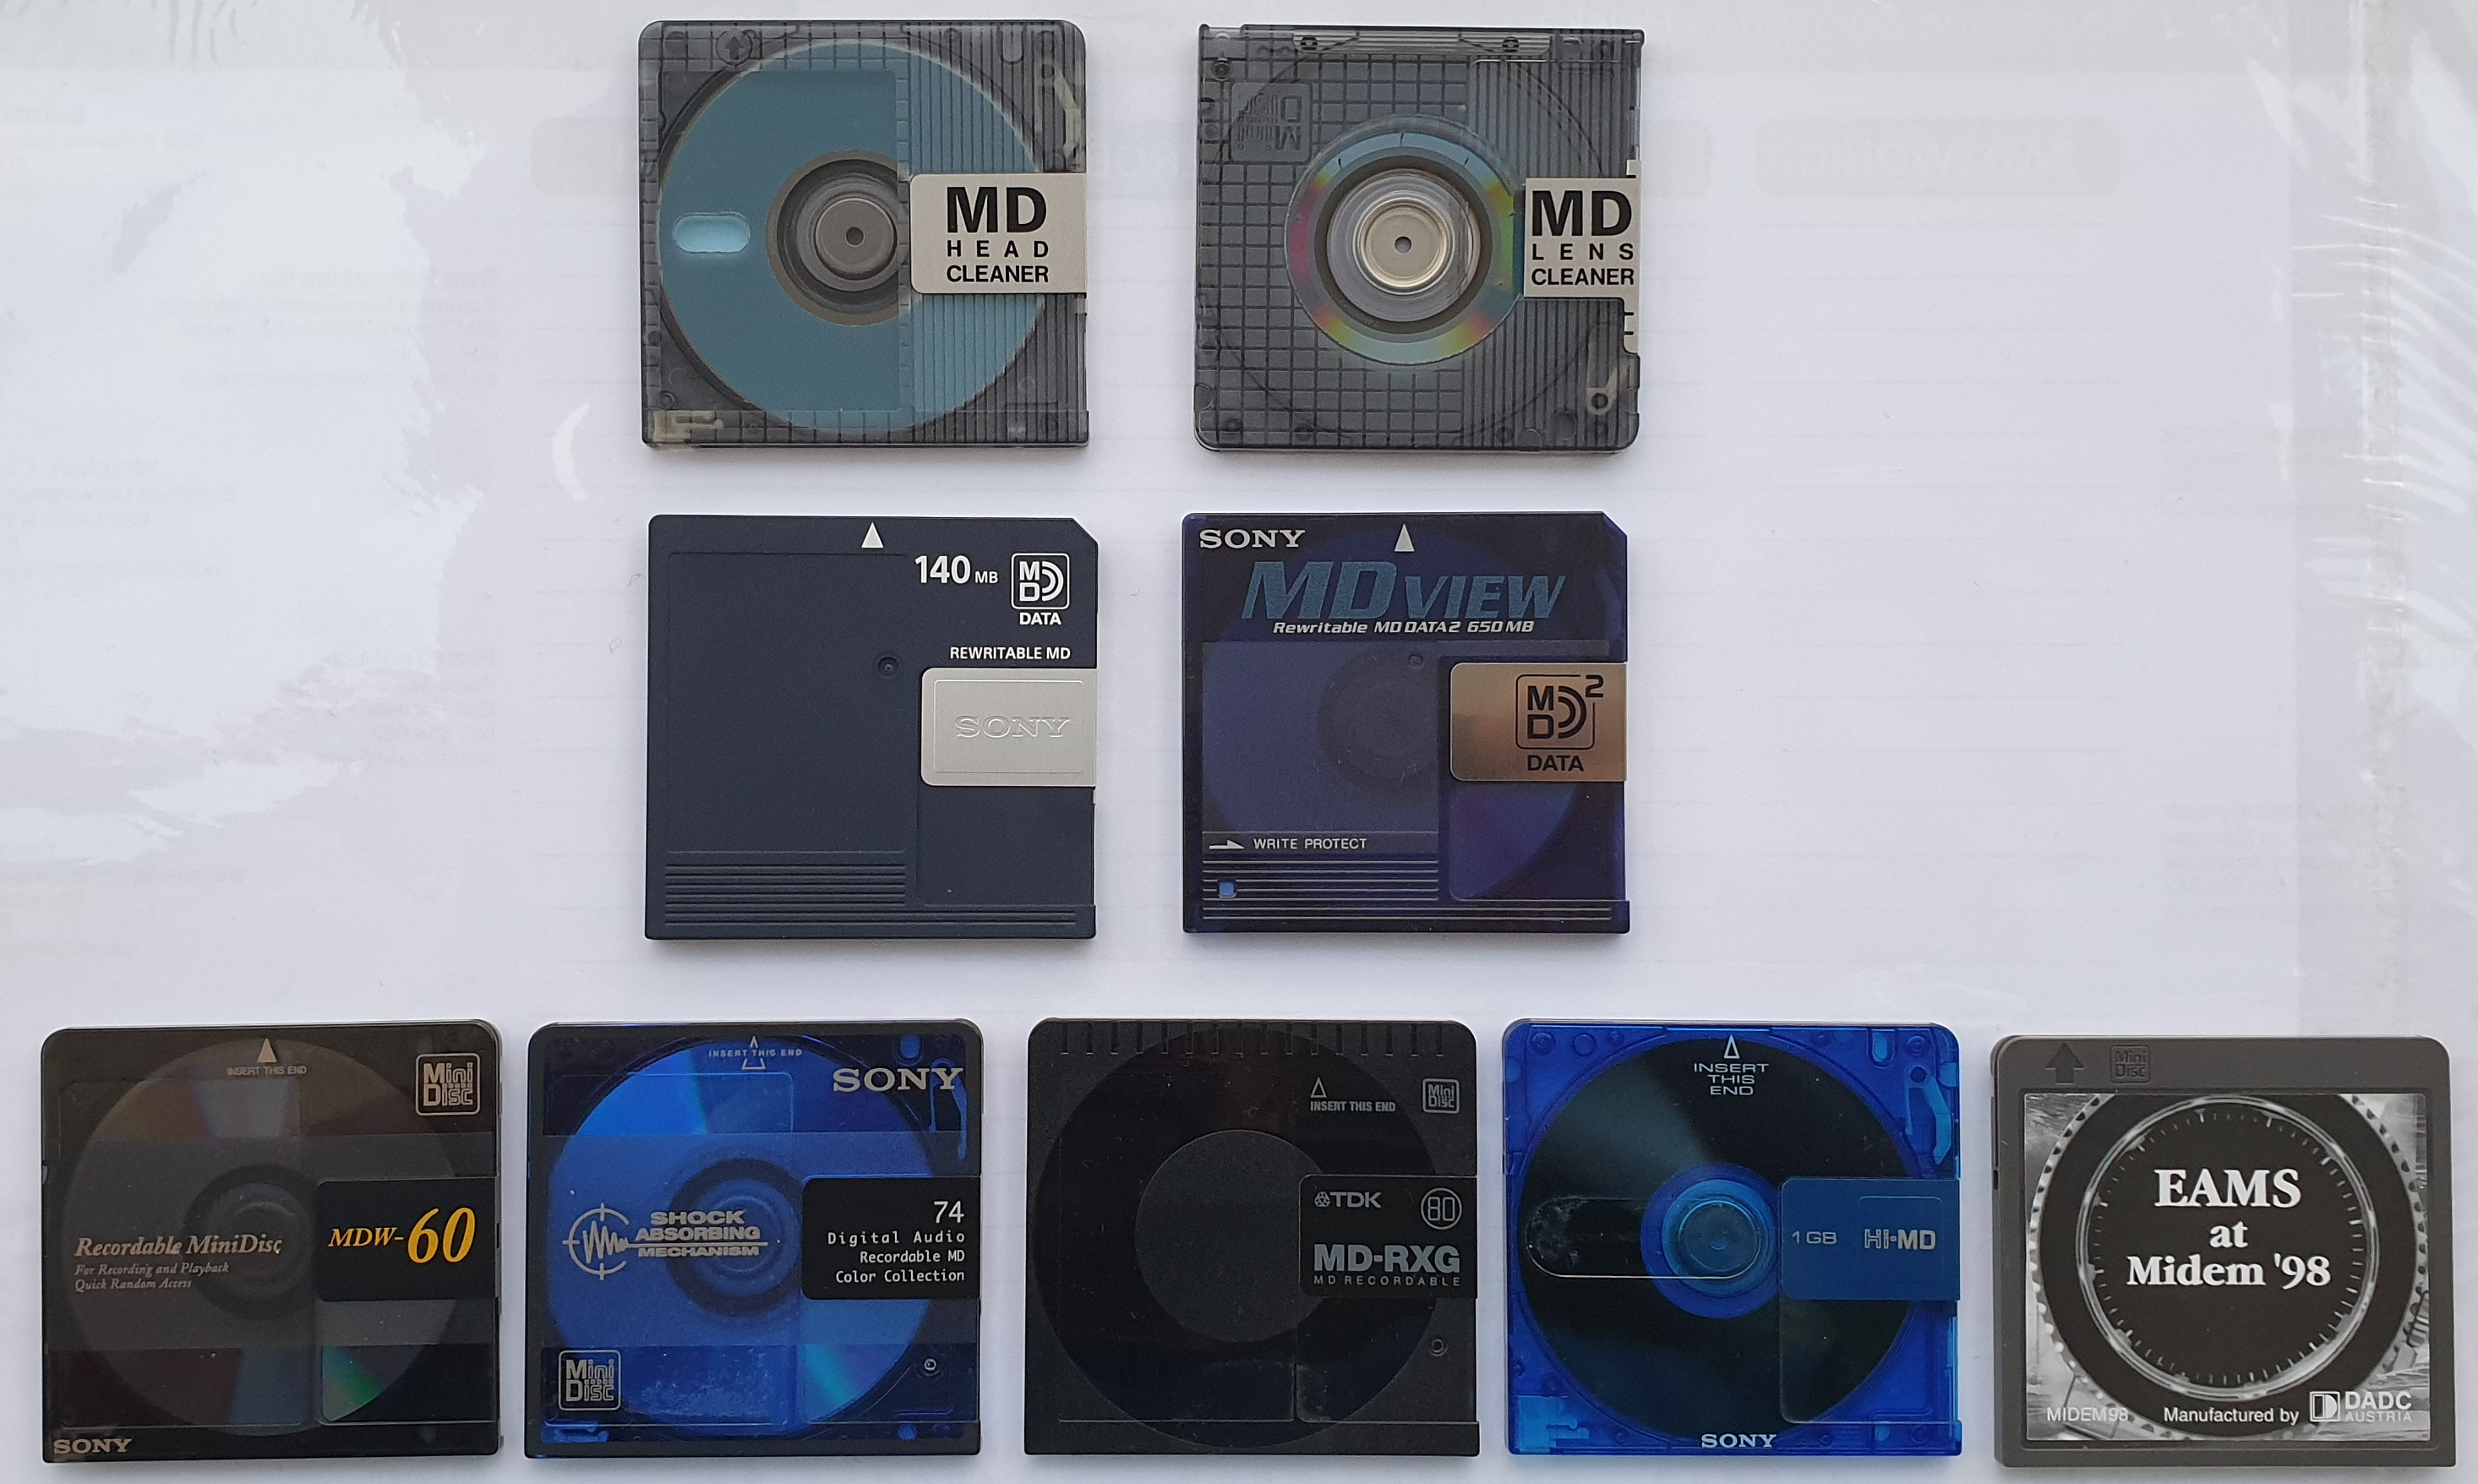 MD
HEAD
CLEANER
Mini
Disc
MD
LENS
CLEANER
140 MB
MD
DATA
REWRITABLE MD
SONY
SONY
MD VIEW
Rewritable MD DATA2 650 MB
MD 2
DATA
WRITE PROTECT
INSERT THIS END
Mini
Disc
Recordable MiniDisc
For Recording and Playback
Quick Random Access
MDW-60
SONY
INSERT THIS END
SONY
SHOCK
ABSORBING
MECHANISM
74
Digital Audio
Recordable MD
Color Collection
Mini
Disc
INSERT THIS END
Mini
Disc
TDK
80
MD-RXG
MD RECORDABLE
INSERT
THIS
END
1 GB Hi-MD
SONY
Mini
Disc
EAMS
at
Midem '98
MIDEM98
Manufactured by
DADC
AUSTRIA